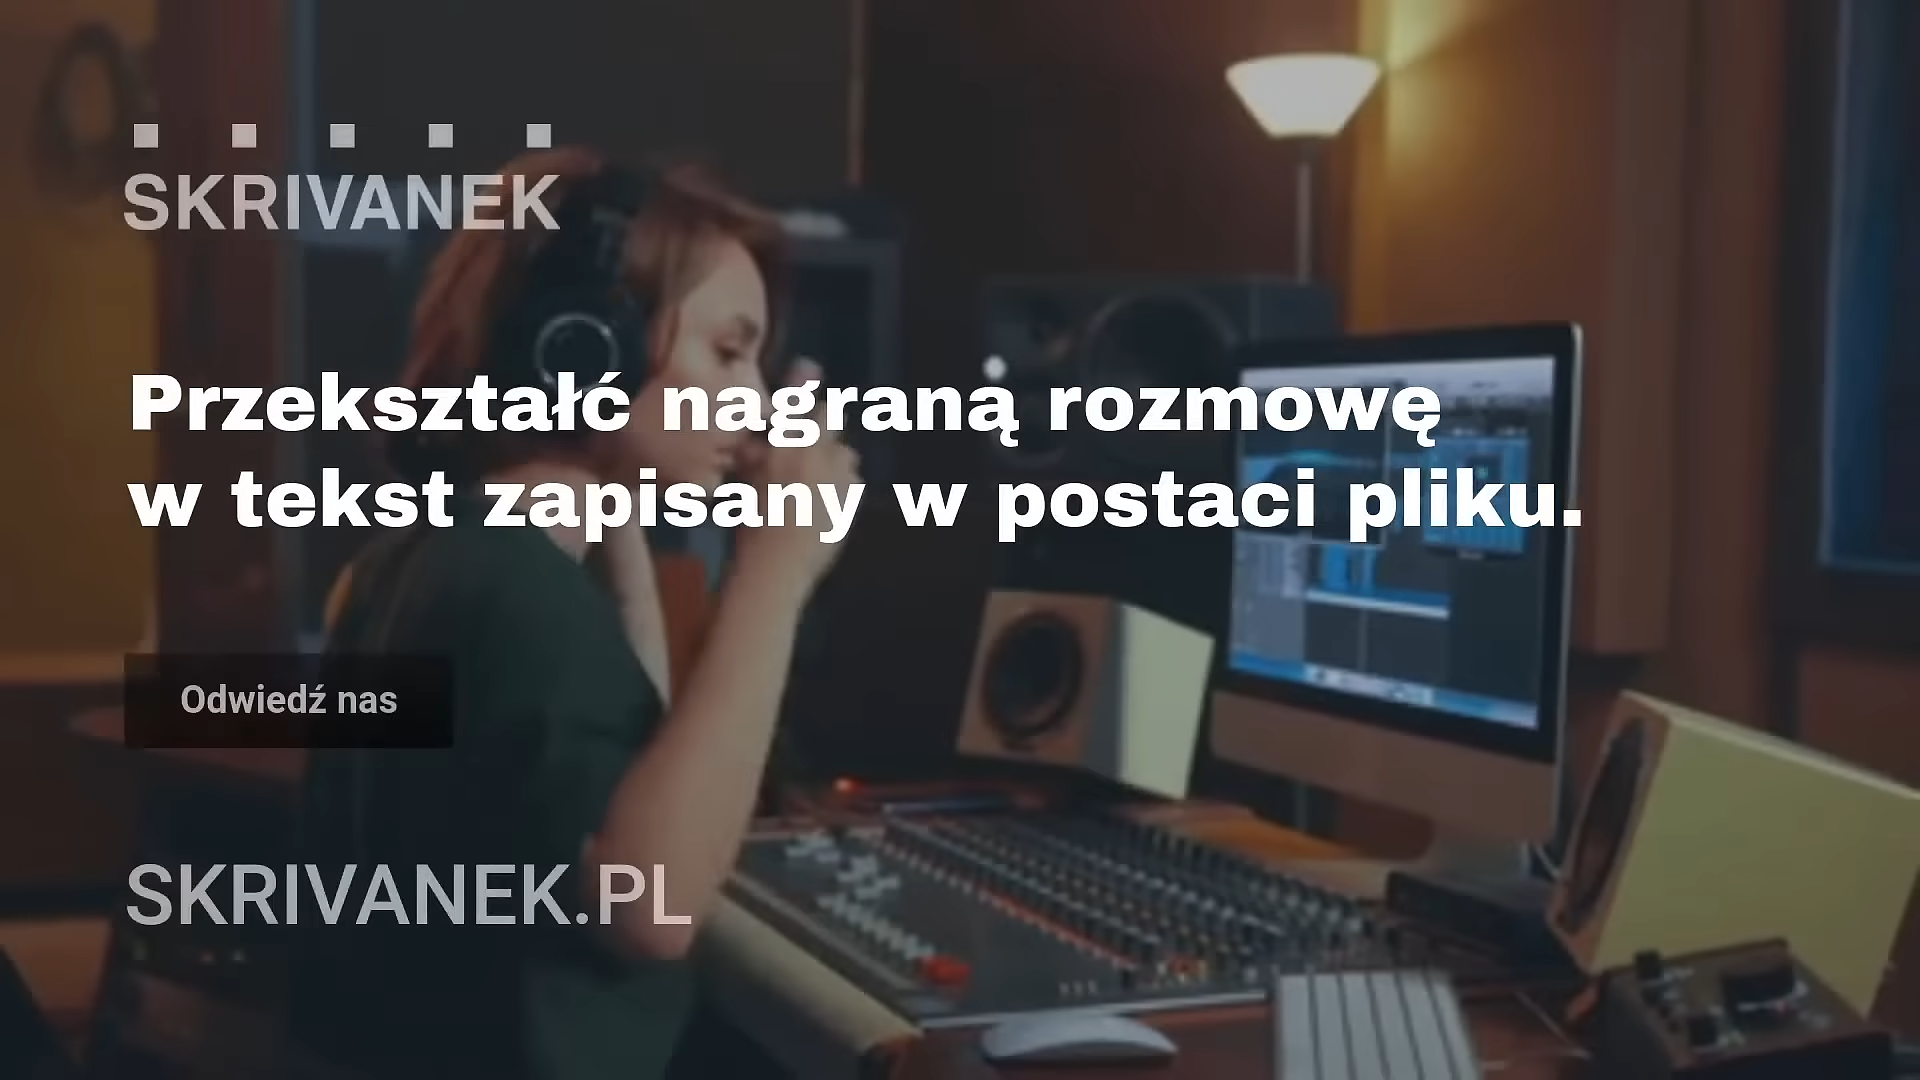 SKRIVANEK
Przekształć nagraną rozmowę
w tekst zapisany w postaci pliku.
Odwiedź nas
SKRIVANEK.PL